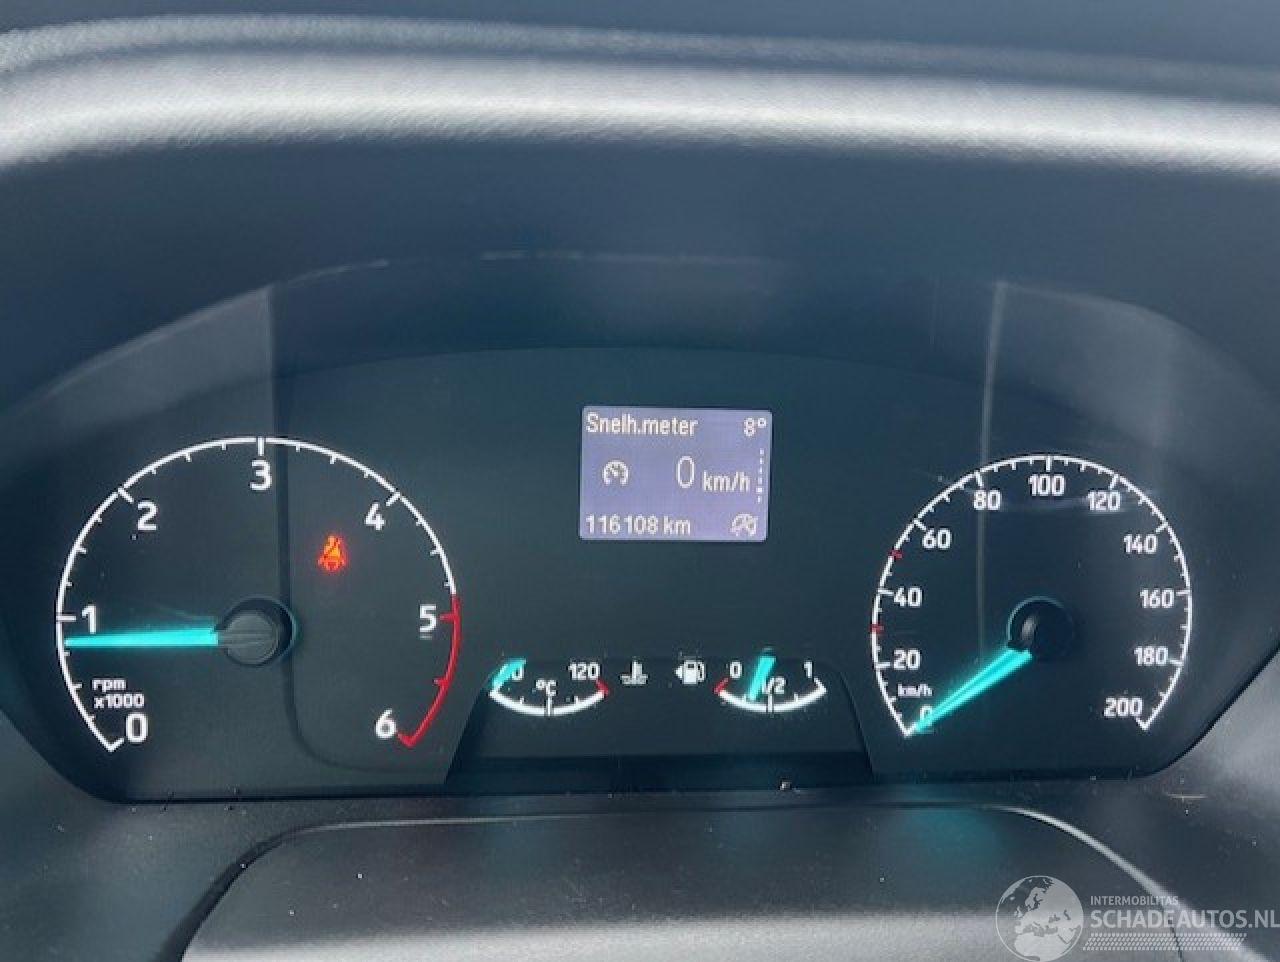 Snelh.meter 8°
0 km/h
116108 km
0 1 2 3 4 5 6
rpm
x1000
120
°C
0 1/2 1
0 20 40 60 80 100 120 140 160 180 200
km/h
INTERMOBILITAS
SCHADEAUTOS.NL